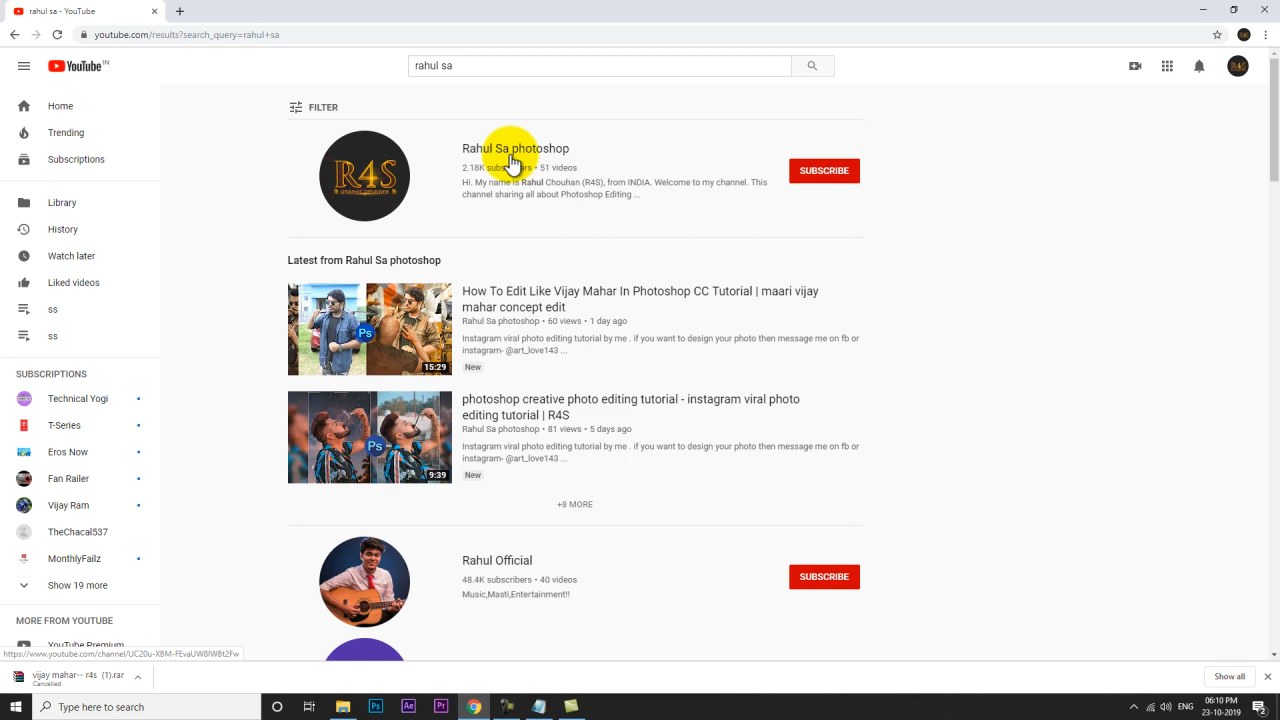 rahul sa - YouTube
youtube.com/results?search_query=rahul+sa
YouTube IN
rahul sa
R4S
Home
Trending
Subscriptions
Library
History
Watch later
Liked videos
ss
ss
SUBSCRIPTIONS
Technical Yogi
T-Series
Eros Now
Fan Railer
Vijay Ram
TheChacal537
MonthlyFailz
Show 19 more
MORE FROM YOUTUBE
YouTube Premium
FILTER
R4S
GRAPHIC DESIGNER
Rahul Sa photoshop
2.18K subscribers • 51 videos
Hi. My name is Rahul Chouhan (R4S), from INDIA. Welcome to my channel. This
channel sharing all about Photoshop Editing ...
SUBSCRIBE
Latest from Rahul Sa photoshop
Ps
15:29
How To Edit Like Vijay Mahar In Photoshop CC Tutorial | maari vijay
mahar concept edit
Rahul Sa photoshop • 60 views • 1 day ago
Instagram viral photo editing tutorial by me . if you want to design your photo then message me on fb or
instagram- @art_love143 ...
New
Ps
9:39
photoshop creative photo editing tutorial - instagram viral photo
editing tutorial | R4S
Rahul Sa photoshop • 81 views • 5 days ago
Instagram viral photo editing tutorial by me . if you want to design your photo then message me on fb or
instagram- @art_love143 ...
New
+8 MORE
Rahul Official
48.4K subscribers • 40 videos
Music,Masti,Entertainment!!
SUBSCRIBE
https://www.youtube.com/channel/UC20u-XBM-FEvaUW8IWBt2Fw
vijay mahar-- r4s (1).rar
Cancelled
Show all
Type here to search
Ps
Ae
Pr
ENG
06:10 PM
23-10-2019
2